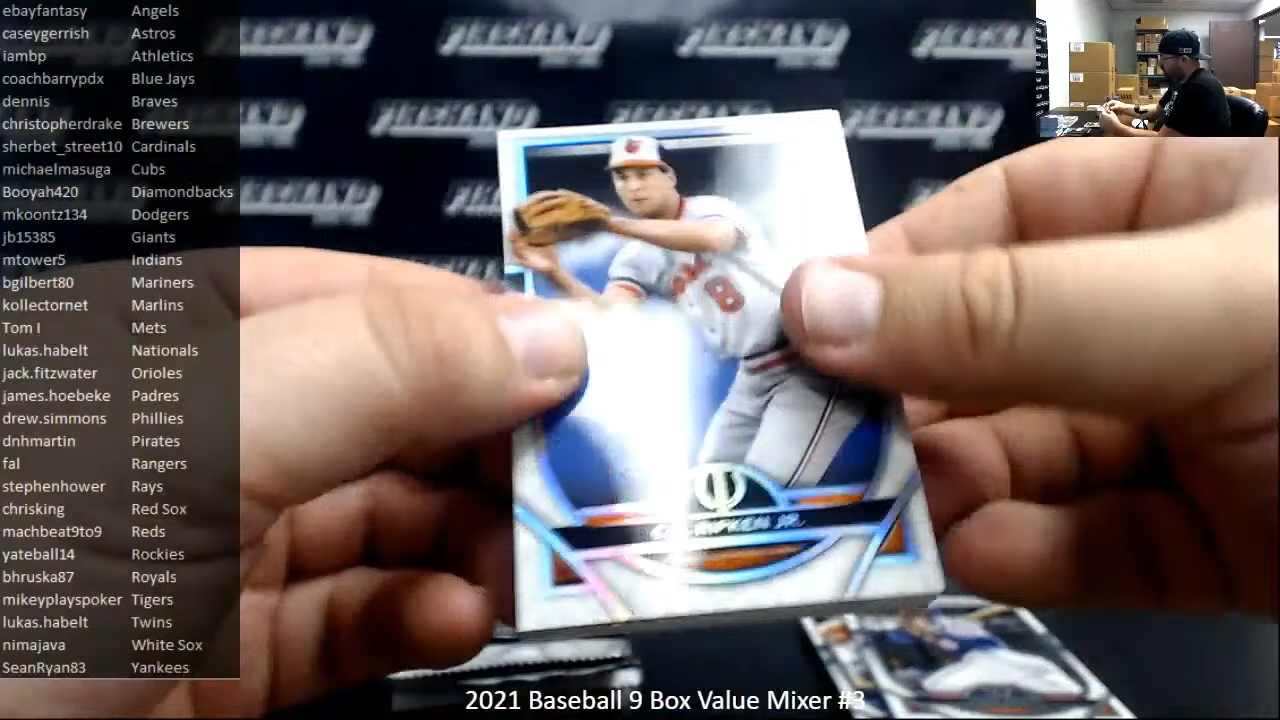 ebayfantasy Angels
caseygerrish Astros
iambp Athletics
coachbarrypdx Blue Jays
dennis Braves
christopherdrake Brewers
sherbet_street10 Cardinals
michaelmasuga Cubs
Booyah420 Diamondbacks
mkoontz134 Dodgers
jb15385 Giants
mtower5 Indians
bgilbert80 Mariners
kollectornet Marlins
Tom I Mets
lukas.habelt Nationals
jack.fitzwater Orioles
james.hoebeke Padres
drew.simmons Phillies
dnhmartin Pirates
fal Rangers
stephenhower Rays
chrisking Red Sox
machbeat9to9 Reds
yateball14 Rockies
bhruska87 Royals
mikeyplayspoker Tigers
lukas.habelt Twins
nimajava White Sox
SeanRyan83 Yankees
8
RIPKEN JR.
2021 Baseball 9 Box Value Mixer #3